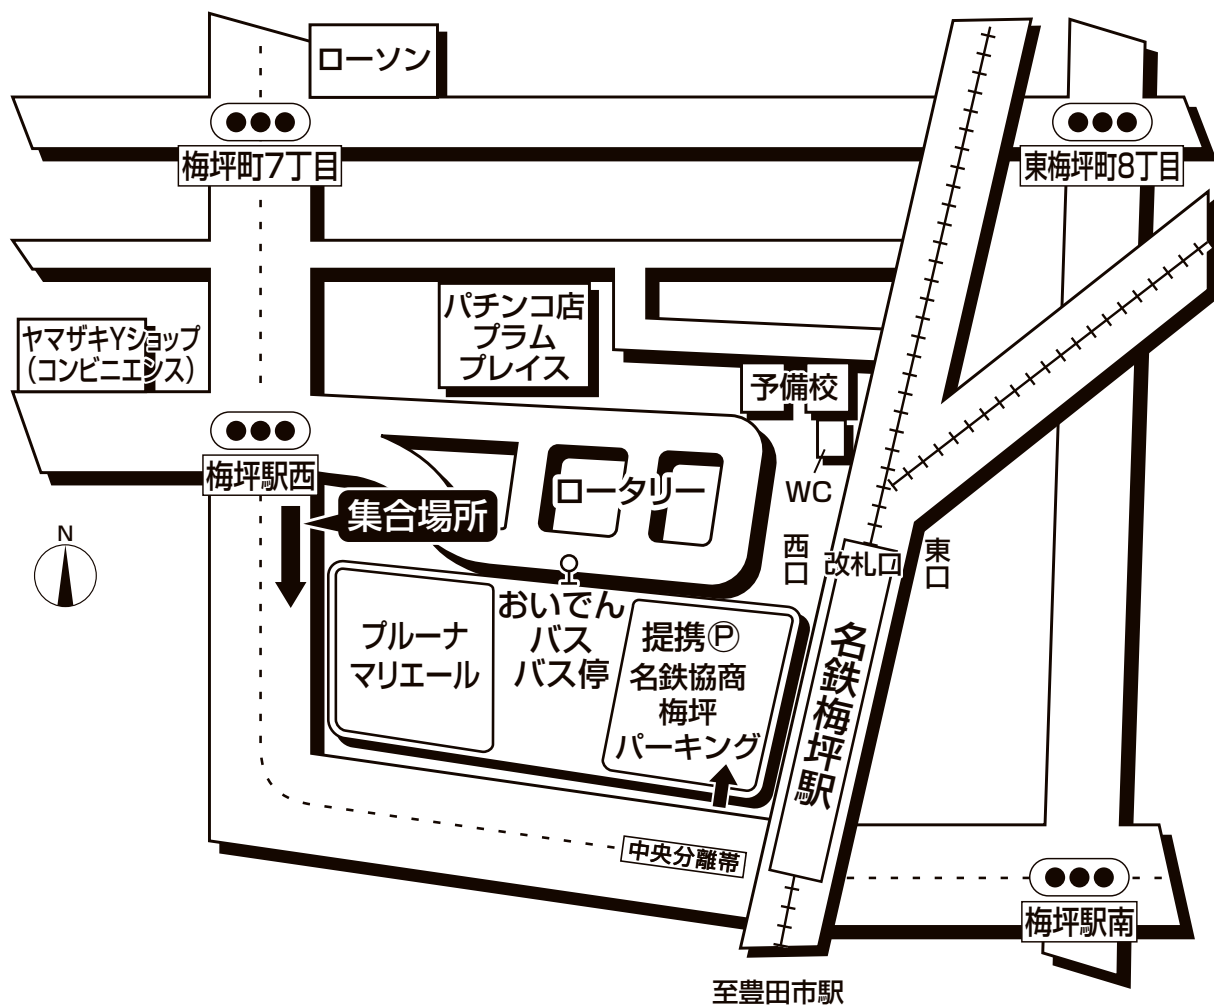 ローソン
梅坪町7丁目
東梅坪町8丁目
パチンコ店
プラム
プレイス
ヤマザキYショップ
(コンビニエンス)
予備校
梅坪駅西
ロータリー
WC
集合場所
N
西口
改札口
東口
おいでん
バス
バス停
プルーナ
マリエール
提携Ⓟ
名鉄協商
梅坪
パーキング
名鉄梅坪駅
中央分離帯
梅坪駅南
至豊田市駅